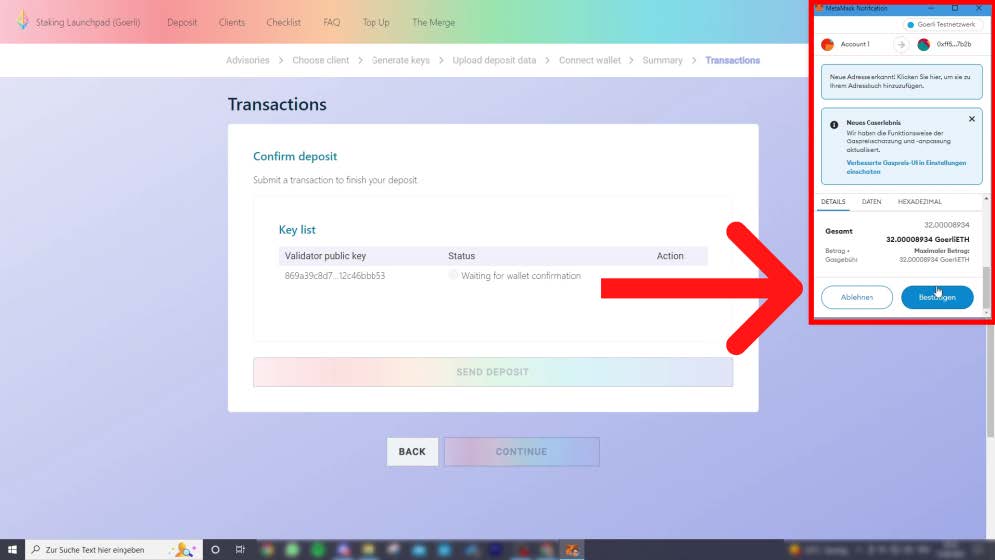 Staking Launchpad (Goerli) Deposit Clients Checklist FAQ Top Up The Merge
Advisories > Choose client > Generate keys > Upload deposit data > Connect wallet > Summary > Transactions
Transactions
Confirm deposit
Submit a transaction to finish your deposit.
Key list
Validator public key Status Action
869a39c8d7...12c46bbb53 Waiting for wallet confirmation
SEND DEPOSIT
BACK CONTINUE
MetaMask Notification
Goerli Testnetzwerk
Account 1 0xff5...7b2b
Neue Adresse erkannt! Klicken Sie hier, um sie zu
Ihrem Adressbuch hinzuzufügen.
Neues Gaserlebnis
Wir haben die Funktionsweise der
Gaspreisschätzung und -anpassung
aktualisiert.
Verbesserte Gaspreis-UI in Einstellungen
einschalten
DETAILS DATEN HEXADEZIMAL
32.00008934
Gesamt
32.00008934 GoerliETH
Betrag + Maximaler Betrag:
Gasgebühr 32.00008934 GoerliETH
Ablehnen Bestätigen
Zur Suche Text hier eingeben